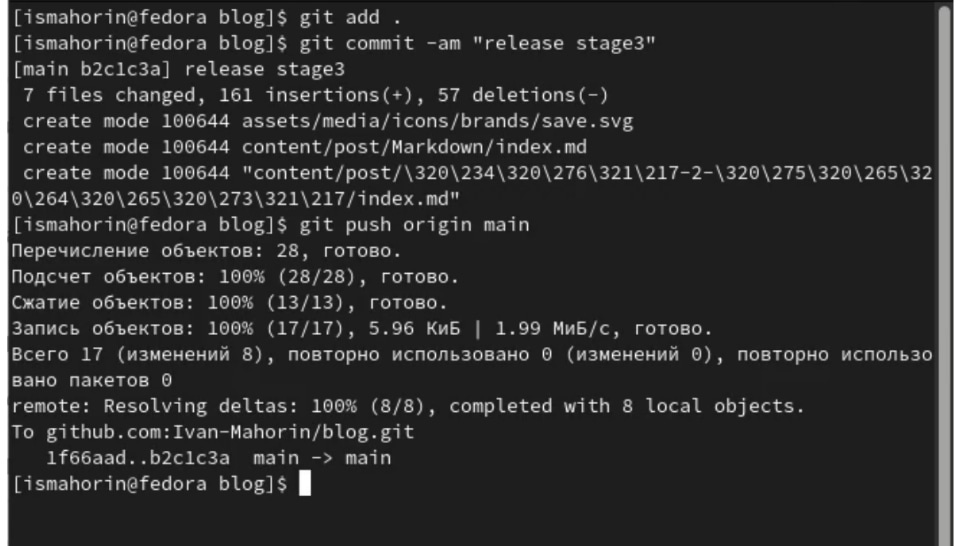 [ismahorin@fedora blog]$ git add .
[ismahorin@fedora blog]$ git commit -am "release stage3"
[main b2c1c3a] release stage3
 7 files changed, 161 insertions(+), 57 deletions(-)
 create mode 100644 assets/media/icons/brands/save.svg
 create mode 100644 content/post/Markdown/index.md
 create mode 100644 "content/post/\320\234\320\276\321\217-2-\320\275\320\265\32
0\264\320\265\320\273\321\217/index.md"
[ismahorin@fedora blog]$ git push origin main
Перечисление объектов: 28, готово.
Подсчет объектов: 100% (28/28), готово.
Сжатие объектов: 100% (13/13), готово.
Запись объектов: 100% (17/17), 5.96 КиБ | 1.99 МиБ/с, готово.
Всего 17 (изменений 8), повторно использовано 0 (изменений 0), повторно использо
вано пакетов 0
remote: Resolving deltas: 100% (8/8), completed with 8 local objects.
To github.com:Ivan-Mahorin/blog.git
   1f66aad..b2c1c3a  main -> main
[ismahorin@fedora blog]$